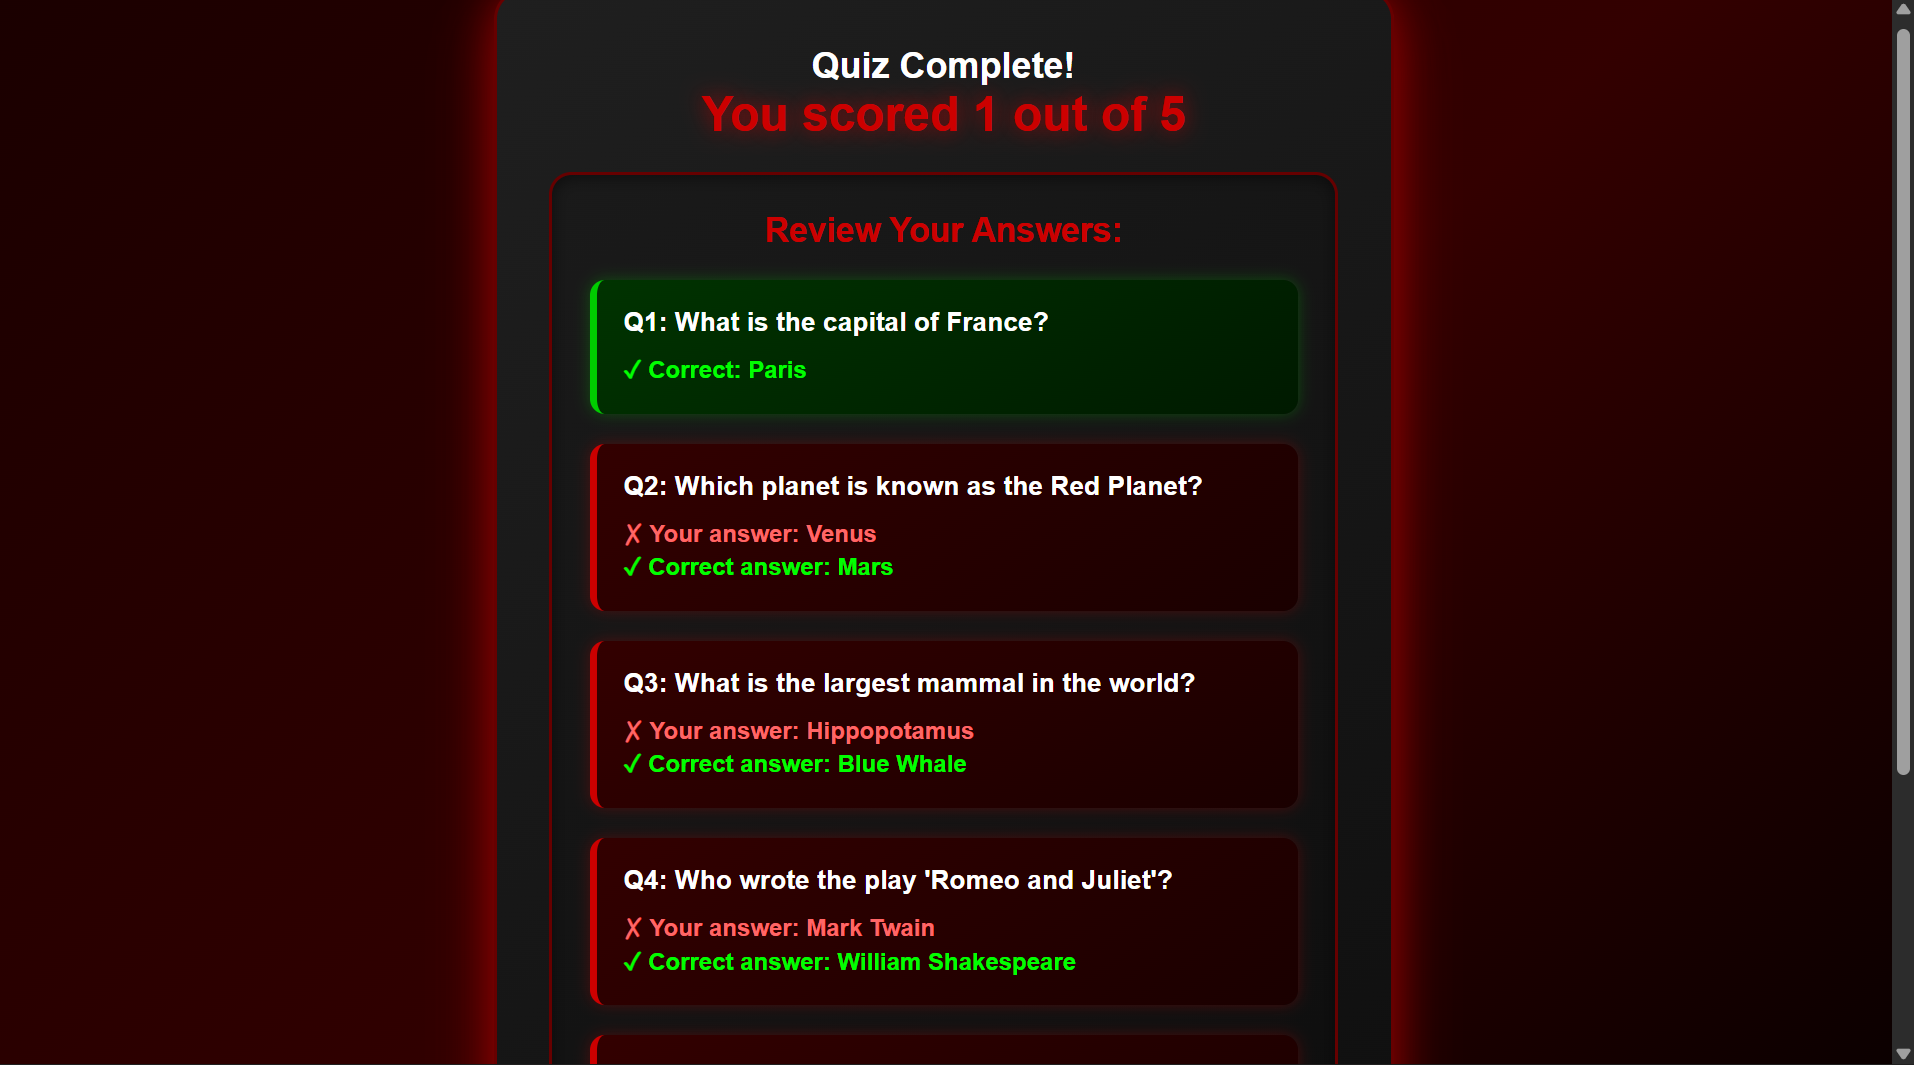 Quiz Complete!
You scored 1 out of 5
Review Your Answers:
Q1: What is the capital of France?
✓ Correct: Paris
Q2: Which planet is known as the Red Planet?
✗ Your answer: Venus
✓ Correct answer: Mars
Q3: What is the largest mammal in the world?
✗ Your answer: Hippopotamus
✓ Correct answer: Blue Whale
Q4: Who wrote the play 'Romeo and Juliet'?
✗ Your answer: Mark Twain
✓ Correct answer: William Shakespeare